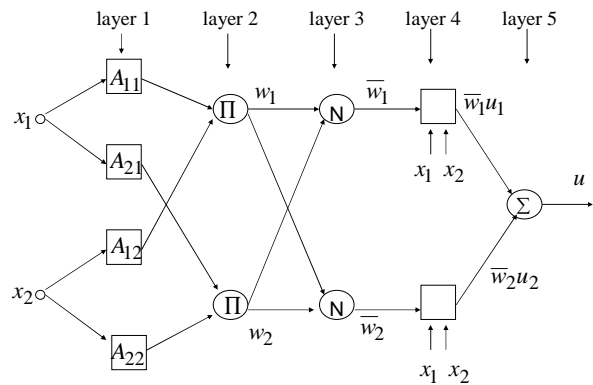 layer 1 layer 2 layer 3 layer 4 layer 5
A₁₁
w₁ w̅₁ w̅₁u₁
x₁ Π N
A₂₁ x₁ x₂
u
Σ
A₁₂
w̅₂u₂
x₂ Π N
w₂ w̅₂
A₂₂
x₁ x₂